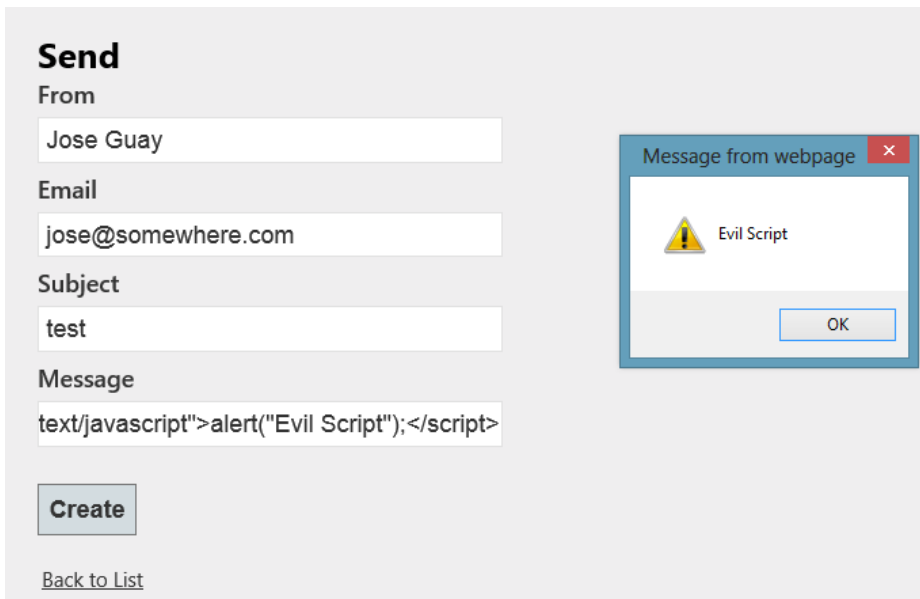 Send
From
Jose Guay
Email
jose@somewhere.com
Subject
test
Message
text/javascript">alert("Evil Script");</script>
Create
Back to List
Message from webpage
Evil Script
OK